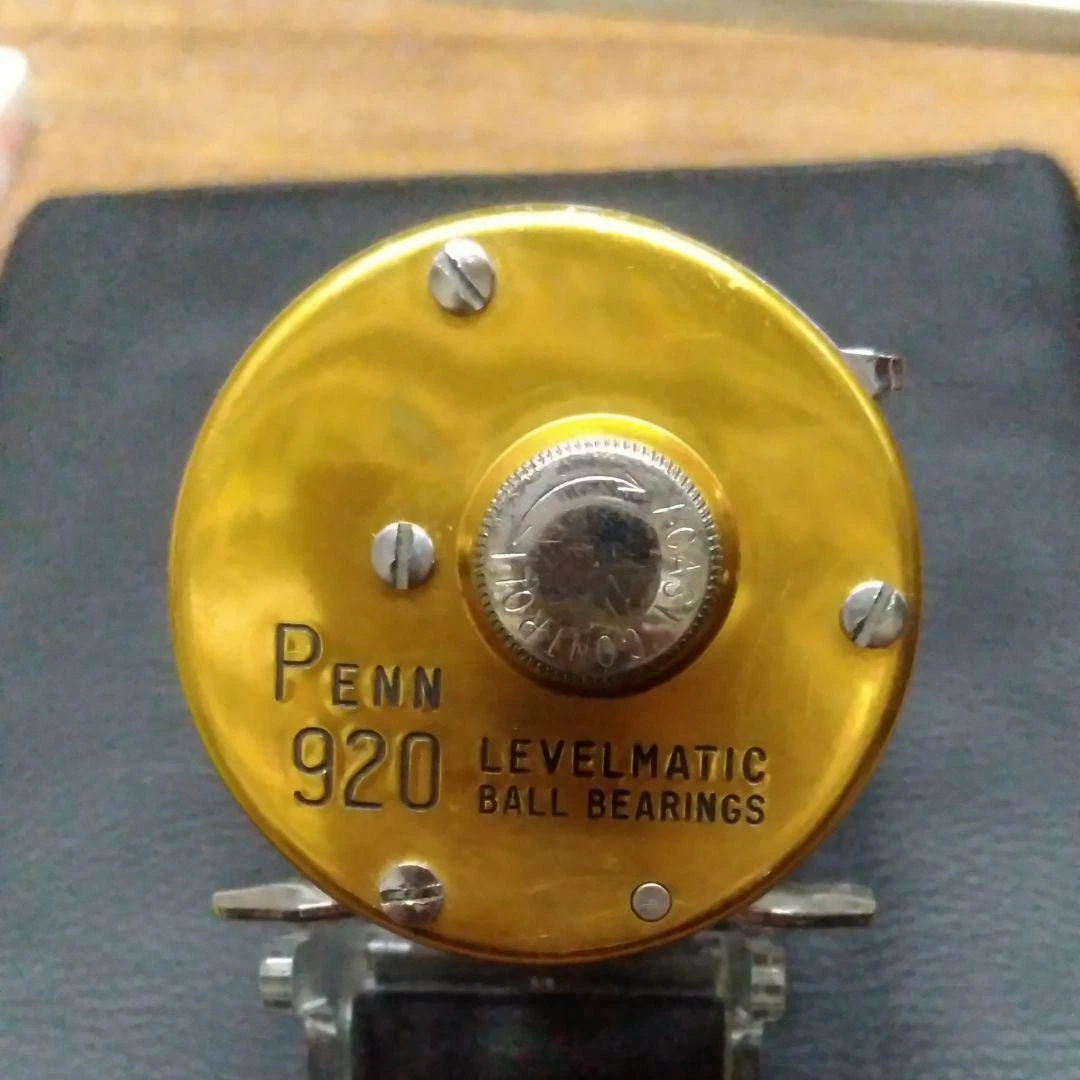 CAST CONTROL
PENN
920
LEVELMATIC
BALL BEARINGS